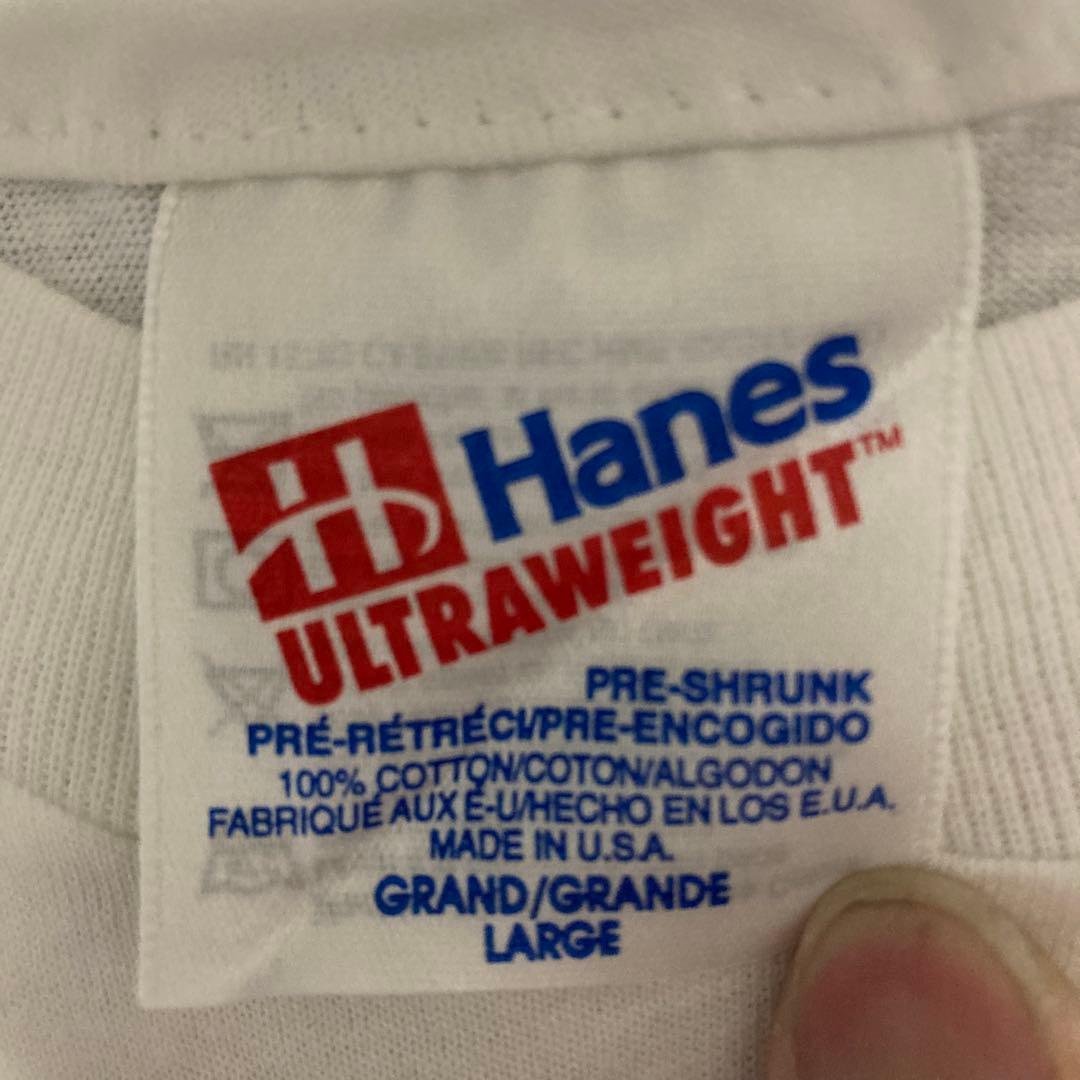 Hanes
ULTRAWEIGHT™
PRE-SHRUNK
PRÉ-RÉTRÉCI/PRE-ENCOGIDO
100% COTTON/COTON/ALGODON
FABRIQUÉ AUX É-U/HECHO EN LOS E.U.A.
MADE IN U.S.A.
GRAND/GRANDE
LARGE